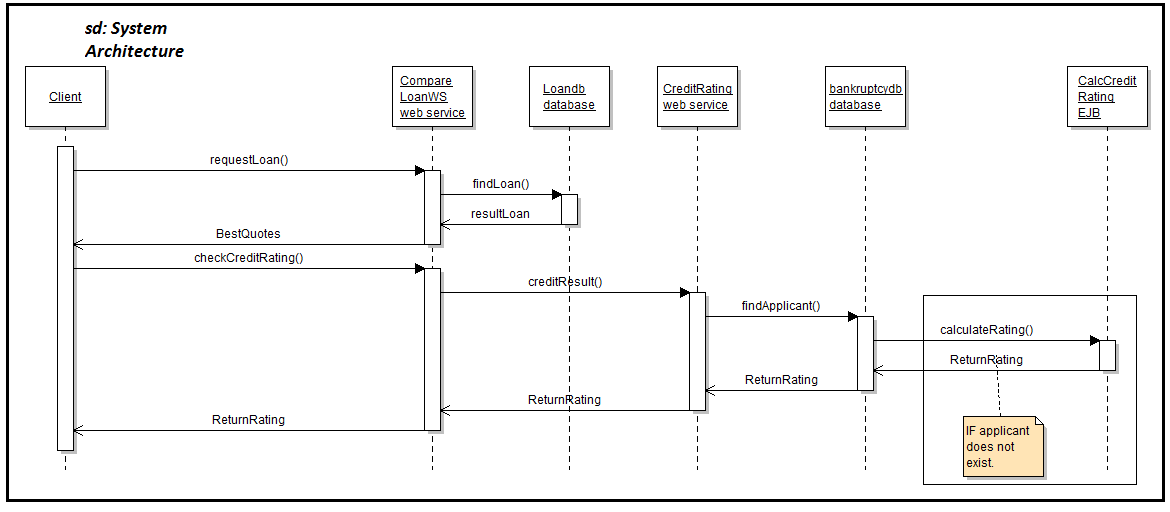 sd: System
Architecture
Client
Compare
LoanWS
web service
Loandb
database
CreditRating
web service
bankruptcydb
database
CalcCredit
Rating
EJB
requestLoan()
findLoan()
resultLoan
BestQuotes
checkCreditRating()
creditResult()
findApplicant()
calculateRating()
ReturnRating
ReturnRating
ReturnRating
ReturnRating
IF applicant
does not
exist.